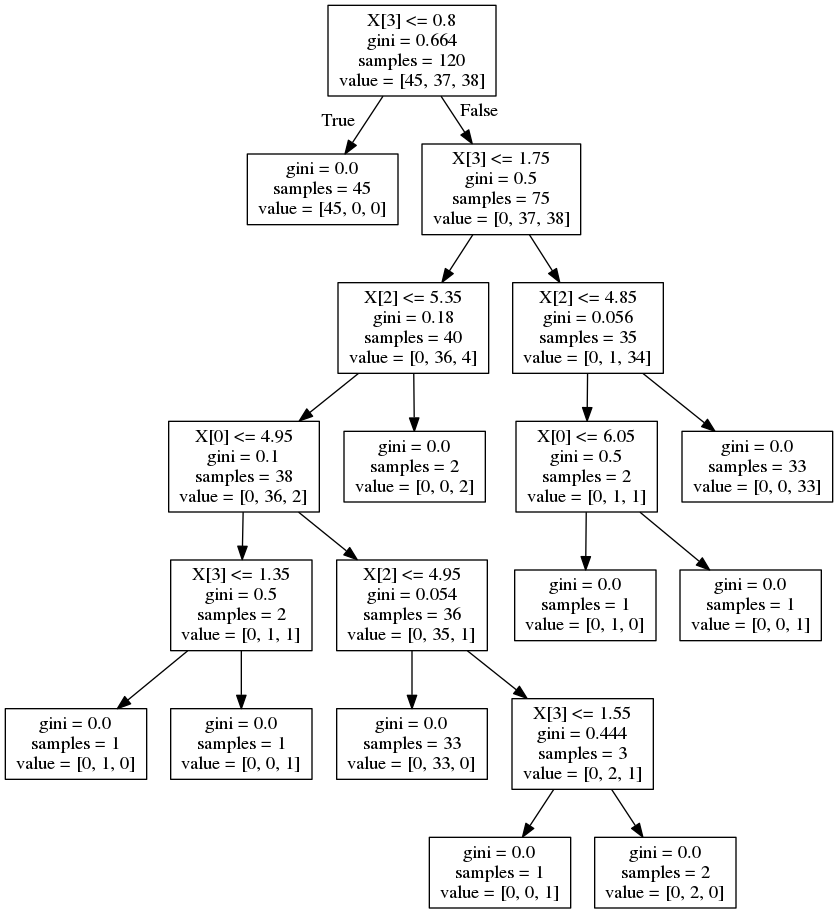 X[3] <= 0.8
gini = 0.664
samples = 120
value = [45, 37, 38]
True
False
gini = 0.0
samples = 45
value = [45, 0, 0]
X[3] <= 1.75
gini = 0.5
samples = 75
value = [0, 37, 38]
X[2] <= 5.35
gini = 0.18
samples = 40
value = [0, 36, 4]
X[2] <= 4.85
gini = 0.056
samples = 35
value = [0, 1, 34]
X[0] <= 4.95
gini = 0.1
samples = 38
value = [0, 36, 2]
gini = 0.0
samples = 2
value = [0, 0, 2]
X[0] <= 6.05
gini = 0.5
samples = 2
value = [0, 1, 1]
gini = 0.0
samples = 33
value = [0, 0, 33]
X[3] <= 1.35
gini = 0.5
samples = 2
value = [0, 1, 1]
X[2] <= 4.95
gini = 0.054
samples = 36
value = [0, 35, 1]
gini = 0.0
samples = 1
value = [0, 1, 0]
gini = 0.0
samples = 1
value = [0, 0, 1]
gini = 0.0
samples = 1
value = [0, 1, 0]
gini = 0.0
samples = 1
value = [0, 0, 1]
gini = 0.0
samples = 33
value = [0, 33, 0]
X[3] <= 1.55
gini = 0.444
samples = 3
value = [0, 2, 1]
gini = 0.0
samples = 1
value = [0, 0, 1]
gini = 0.0
samples = 2
value = [0, 2, 0]